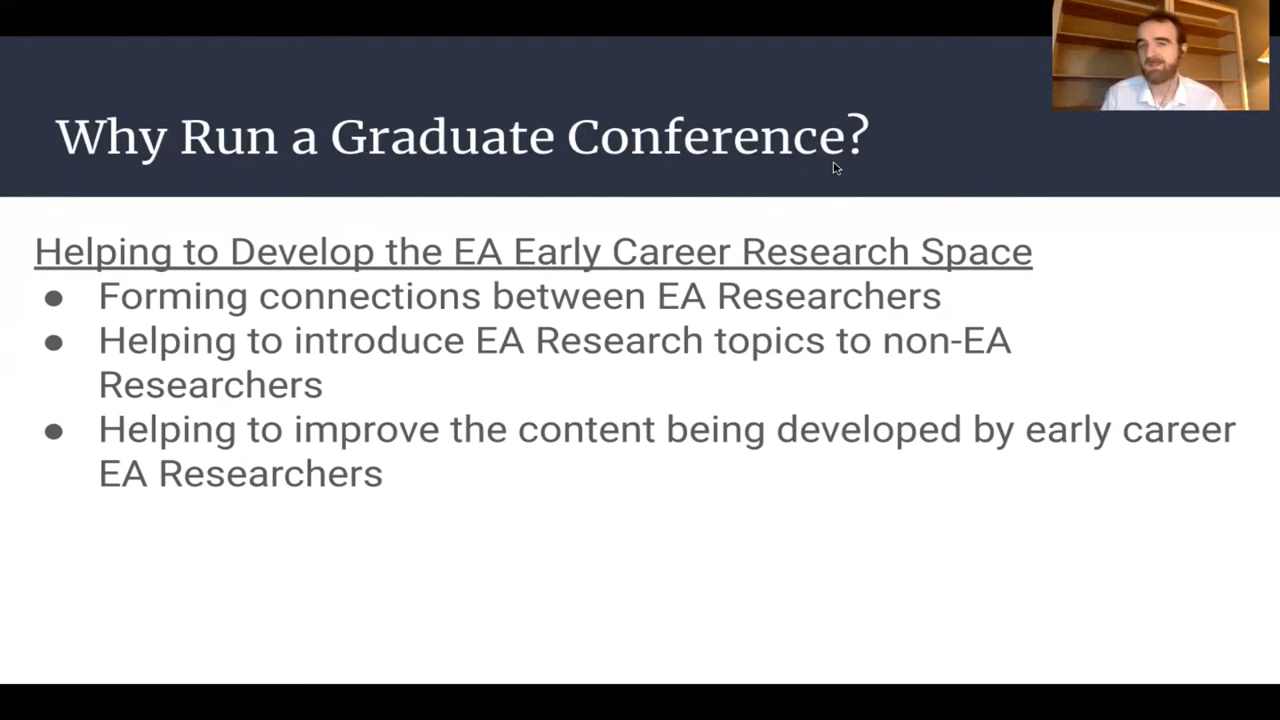 Why Run a Graduate Conference?
Helping to Develop the EA Early Career Research Space
● Forming connections between EA Researchers
● Helping to introduce EA Research topics to non-EA
Researchers
● Helping to improve the content being developed by early career
EA Researchers